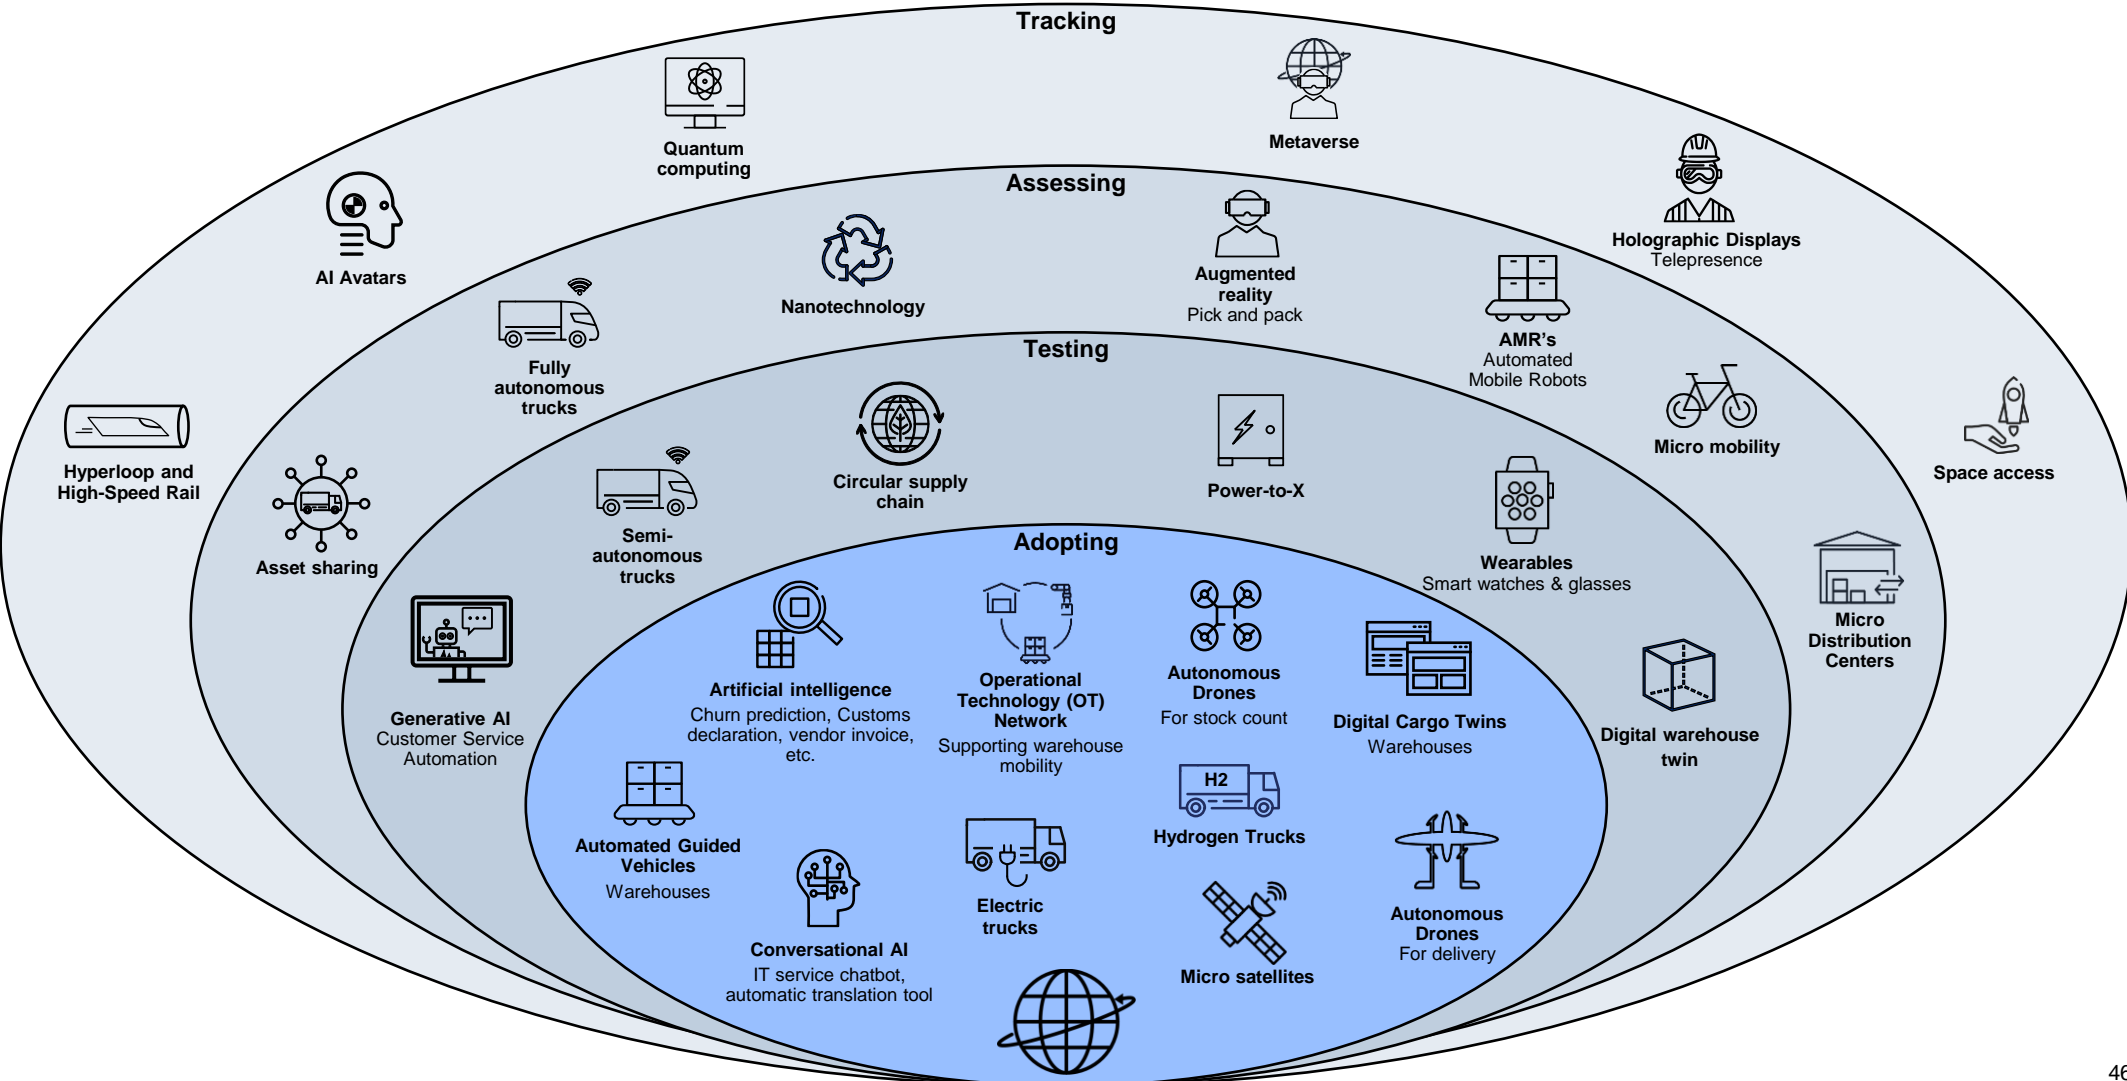 Tracking
Quantum
computing
Metaverse
AI Avatars
Holographic Displays
Telepresence
Hyperloop and
High-Speed Rail
Space access
Assessing
Nanotechnology
Augmented
reality
Pick and pack
Fully
autonomous
trucks
AMR's
Automated
Mobile Robots
Micro mobility
Asset sharing
Micro
Distribution
Centers
Testing
Circular supply
chain
Power-to-X
Semi-
autonomous
trucks
Wearables
Smart watches & glasses
Generative AI
Customer Service
Automation
Digital warehouse
twin
Adopting
Artificial intelligence
Churn prediction, Customs
declaration, vendor invoice,
etc.
Operational
Technology (OT)
Network
Supporting warehouse
mobility
Autonomous
Drones
For stock count
Digital Cargo Twins
Warehouses
Automated Guided
Vehicles
Warehouses
H2
Hydrogen Trucks
Conversational AI
IT service chatbot,
automatic translation tool
Electric
trucks
Micro satellites
Autonomous
Drones
For delivery